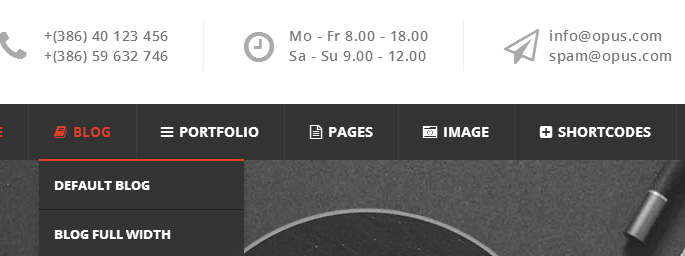 +(386) 40 123 456
+(386) 59 632 746
Mo - Fr 8.00 - 18.00
Sa - Su 9.00 - 12.00
info@opus.com
spam@opus.com
BLOG
PORTFOLIO
PAGES
IMAGE
SHORTCODES
DEFAULT BLOG
BLOG FULL WIDTH